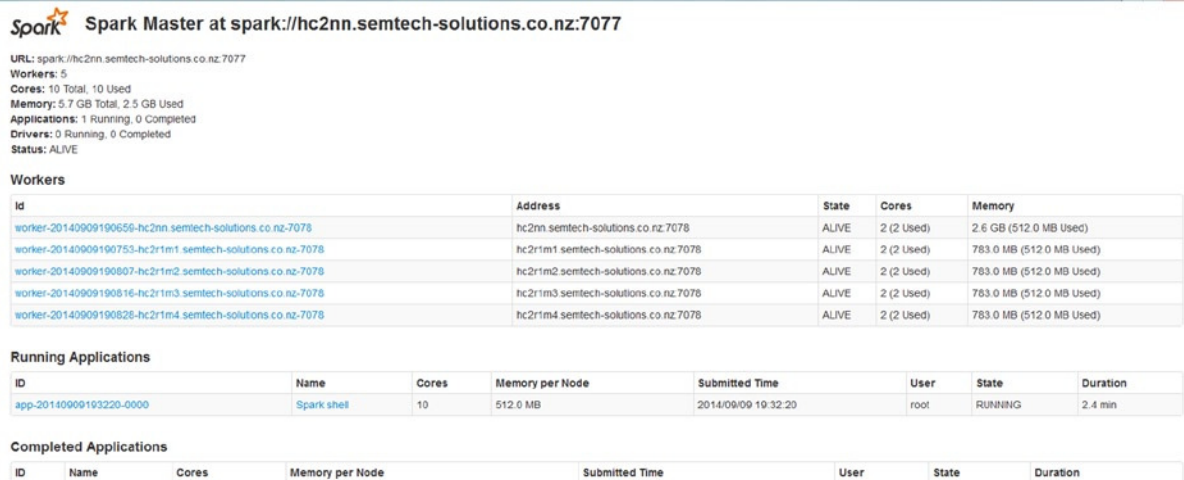 Spark Spark Master at spark://hc2nn.semtech-solutions.co.nz:7077
URL: spark://hc2nn.semtech-solutions.co.nz:7077
Workers: 5
Cores: 10 Total, 10 Used
Memory: 5.7 GB Total, 2.5 GB Used
Applications: 1 Running, 0 Completed
Drivers: 0 Running, 0 Completed
Status: ALIVE
Workers
Id Address State Cores Memory
worker-20140909190659-hc2nn.semtech-solutions.co.nz-7078 hc2nn.semtech-solutions.co.nz:7078 ALIVE 2 (2 Used) 2.6 GB (512.0 MB Used)
worker-20140909190753-hc2r1m1.semtech-solutions.co.nz-7078 hc2r1m1.semtech-solutions.co.nz:7078 ALIVE 2 (2 Used) 783.0 MB (512.0 MB Used)
worker-20140909190807-hc2r1m2.semtech-solutions.co.nz-7078 hc2r1m2.semtech-solutions.co.nz:7078 ALIVE 2 (2 Used) 783.0 MB (512.0 MB Used)
worker-20140909190816-hc2r1m3.semtech-solutions.co.nz-7078 hc2r1m3.semtech-solutions.co.nz:7078 ALIVE 2 (2 Used) 783.0 MB (512.0 MB Used)
worker-20140909190828-hc2r1m4.semtech-solutions.co.nz-7078 hc2r1m4.semtech-solutions.co.nz:7078 ALIVE 2 (2 Used) 783.0 MB (512.0 MB Used)
Running Applications
ID Name Cores Memory per Node Submitted Time User State Duration
app-20140909193220-0000 Spark shell 10 512.0 MB 2014/09/09 19:32:20 root RUNNING 2.4 min
Completed Applications
ID Name Cores Memory per Node Submitted Time User State Duration